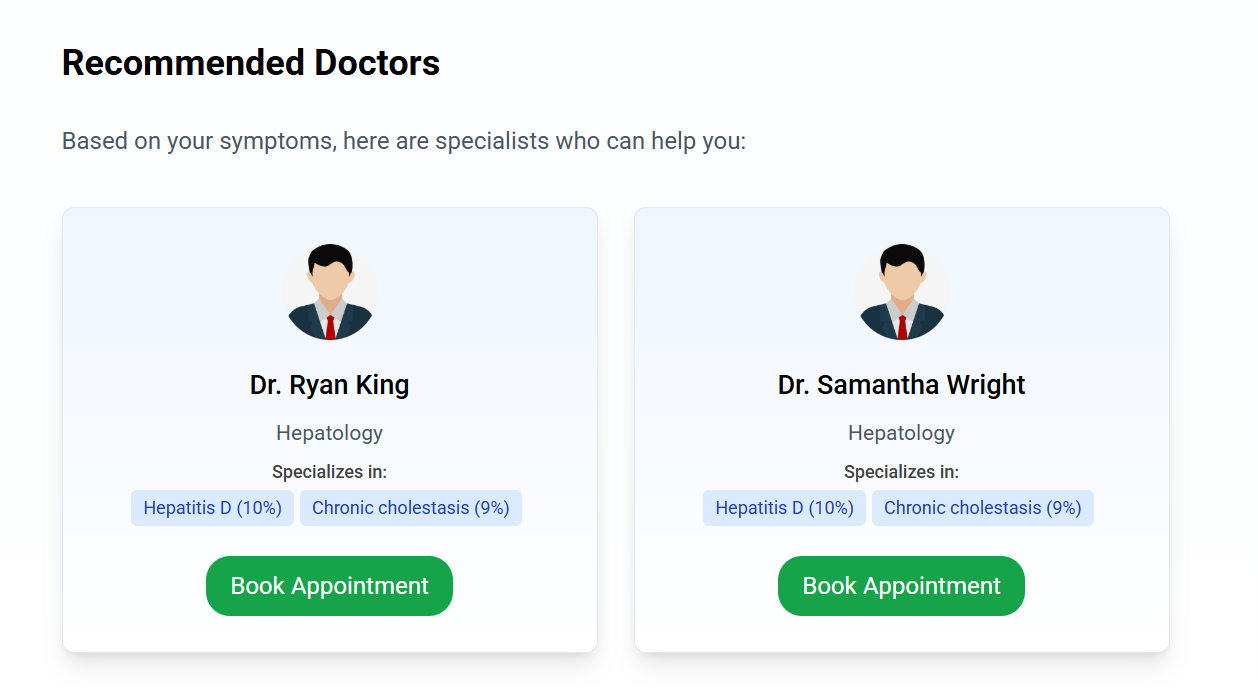 Recommended Doctors
Based on your symptoms, here are specialists who can help you:
Dr. Ryan King
Hepatology
Specializes in:
Hepatitis D (10%) Chronic cholestasis (9%)
Book Appointment
Dr. Samantha Wright
Hepatology
Specializes in:
Hepatitis D (10%) Chronic cholestasis (9%)
Book Appointment